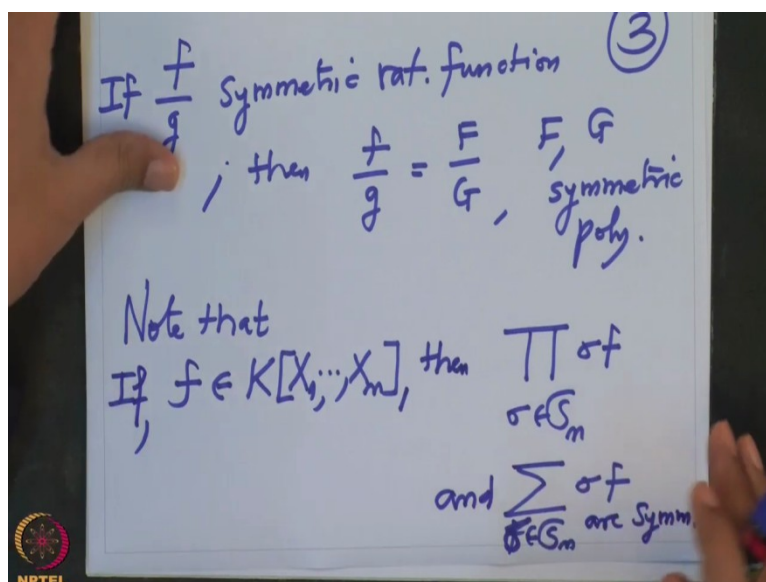 ③
If f/g symmetric rat. function
; then f/g = F/G, F, G symmetric poly.
Note that
If, f ∈ K[X₁,…,Xₙ], then ∏_{σ∈𝔖ₙ} σf
and ∑_{σ∈𝔖ₙ} σf are symm.
NPTEL